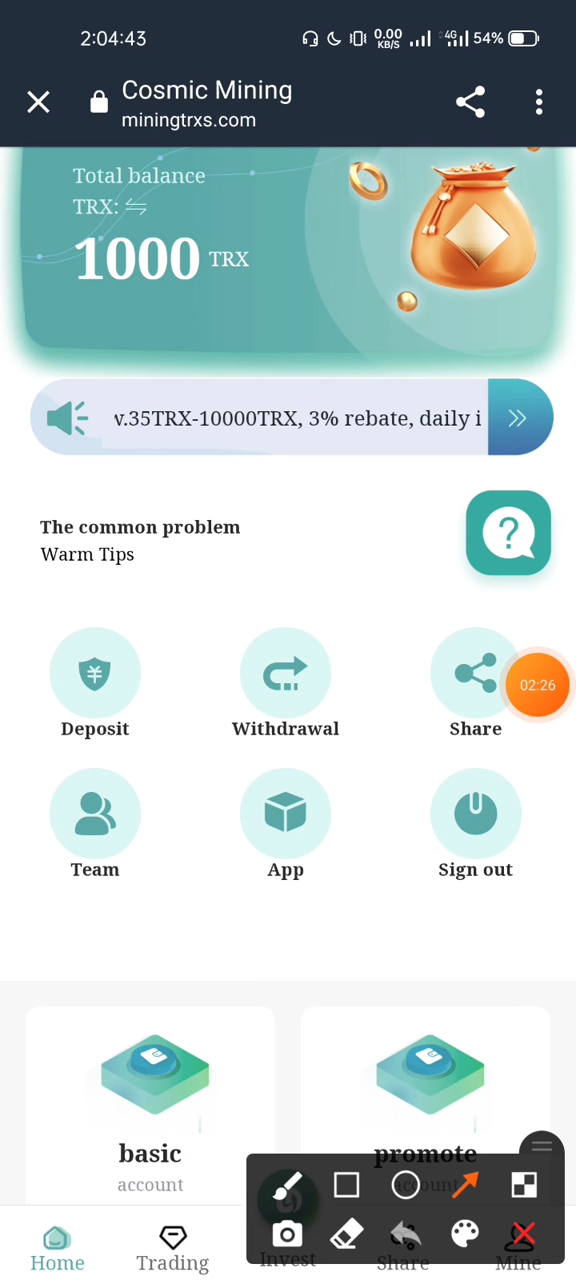 2:04:43
0.00 KB/S
4G
54%
Cosmic Mining
miningtrxs.com
Total balance
TRX:
1000 TRX
.35TRX-10000TRX, 3% rebate, daily i
The common problem
Warm Tips
02:26
Deposit
Withdrawal
Share
Team
App
Sign out
basic
promote
account
account
Home
Trading
Invest
Share
Mine